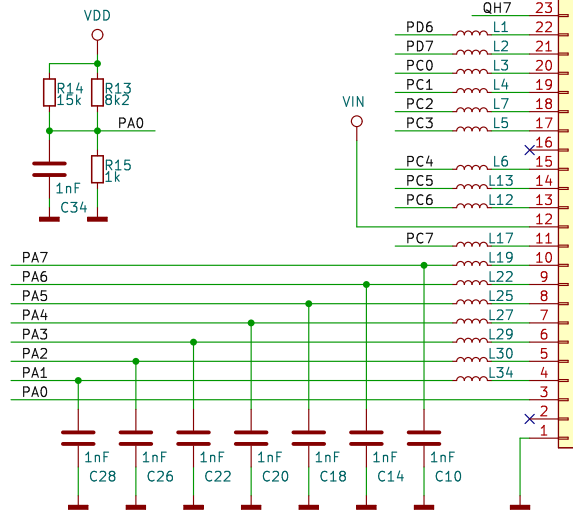 QH7 23
VDD PD6 L1 22
PD7 L2 21
PC0 L3 20
R14 R13 PC1 L4 19
15k 8k2 VIN PC2 L7 18
PA0 PC3 L5 17
16
R15 PC4 L6 15
1k PC5 L13 14
1nF PC6 L12 13
C34 12
PC7 L17 11
PA7 L19 10
PA6 L22 9
PA5 L25 8
PA4 L27 7
PA3 L29 6
PA2 L30 5
PA1 L34 4
PA0 3
2
1
1nF 1nF 1nF 1nF 1nF 1nF 1nF
C28 C26 C22 C20 C18 C14 C10